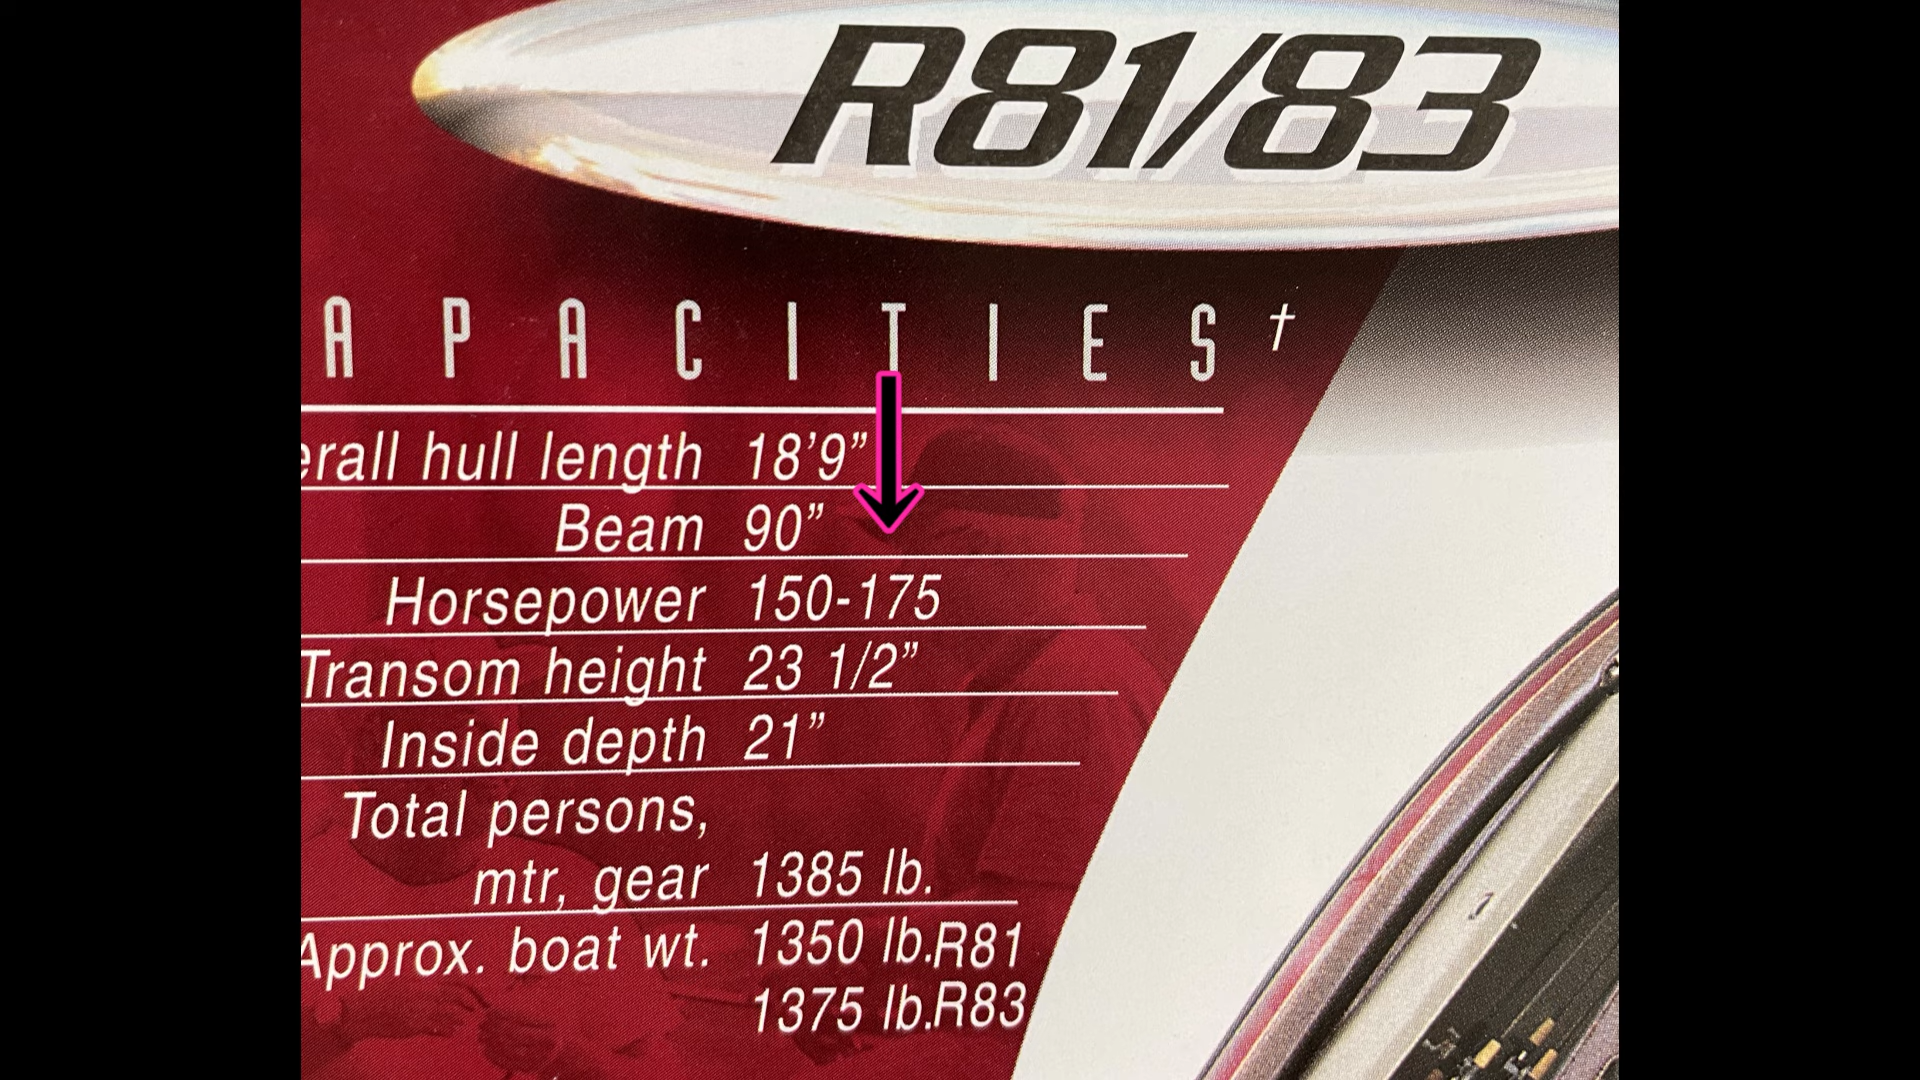 R81/83
APACITIES†
erall hull length 18'9”
Beam 90”
Horsepower 150-175
Transom height 23 1/2”
Inside depth 21”
Total persons,
mtr, gear 1385 lb.
Approx. boat wt. 1350 lb.R81
1375 lb.R83